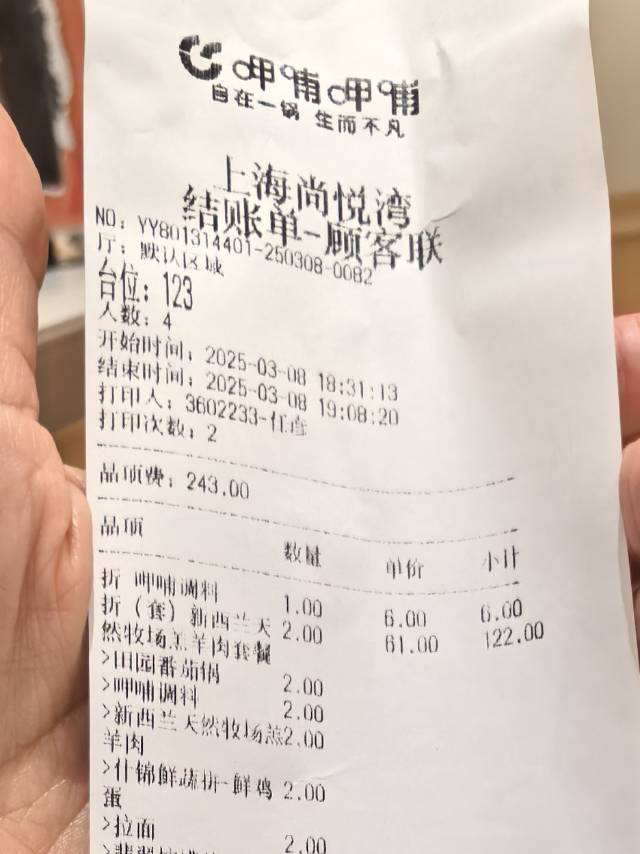 呷哺呷哺
自在一锅 生而不凡
上海尚悦湾
结账单-顾客联
NO: YY801314401-250308-0082
厅: 默认区域
台位: 123
人数: 4
开始时间: 2025-03-08 18:31:13
结束时间: 2025-03-08 19:08:20
打印人: 3602233-任彦
打印次数: 2
品项费: 243.00
品项 数量 单价 小计
折 呷哺调料 1.00 6.00 6.00
折（套）新西兰天 2.00 61.00 122.00
然牧场羔羊肉套餐
>田园番茄锅 2.00
>呷哺调料 2.00
>新西兰天然牧场羔2.00
羊肉
>什锦鲜蔬拼-鲜鸡 2.00
蛋
>拉面 2.00